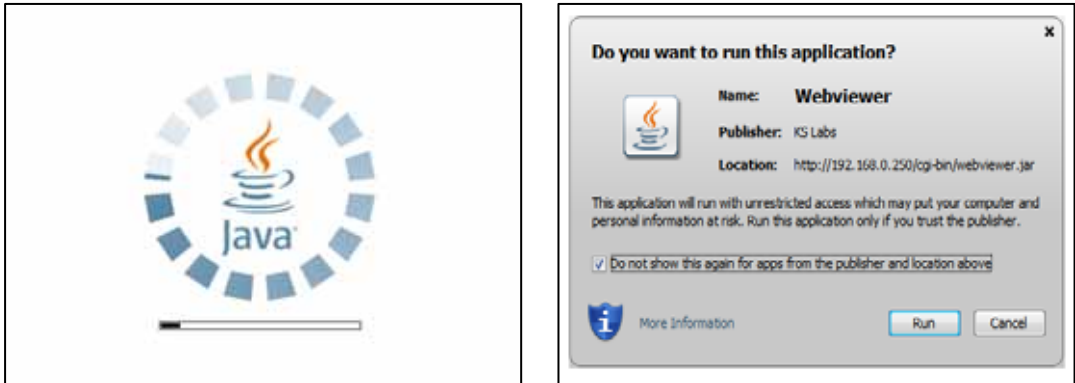 Java
x
Do you want to run this application?
Name: Webviewer
Publisher: KS Labs
Location: http://192.168.0.250/cgi-bin/webviewer.jar
This application will run with unrestricted access which may put your computer and
personal information at risk. Run this application only if you trust the publisher.
Do not show this again for apps from the publisher and location above
More Information
Run Cancel